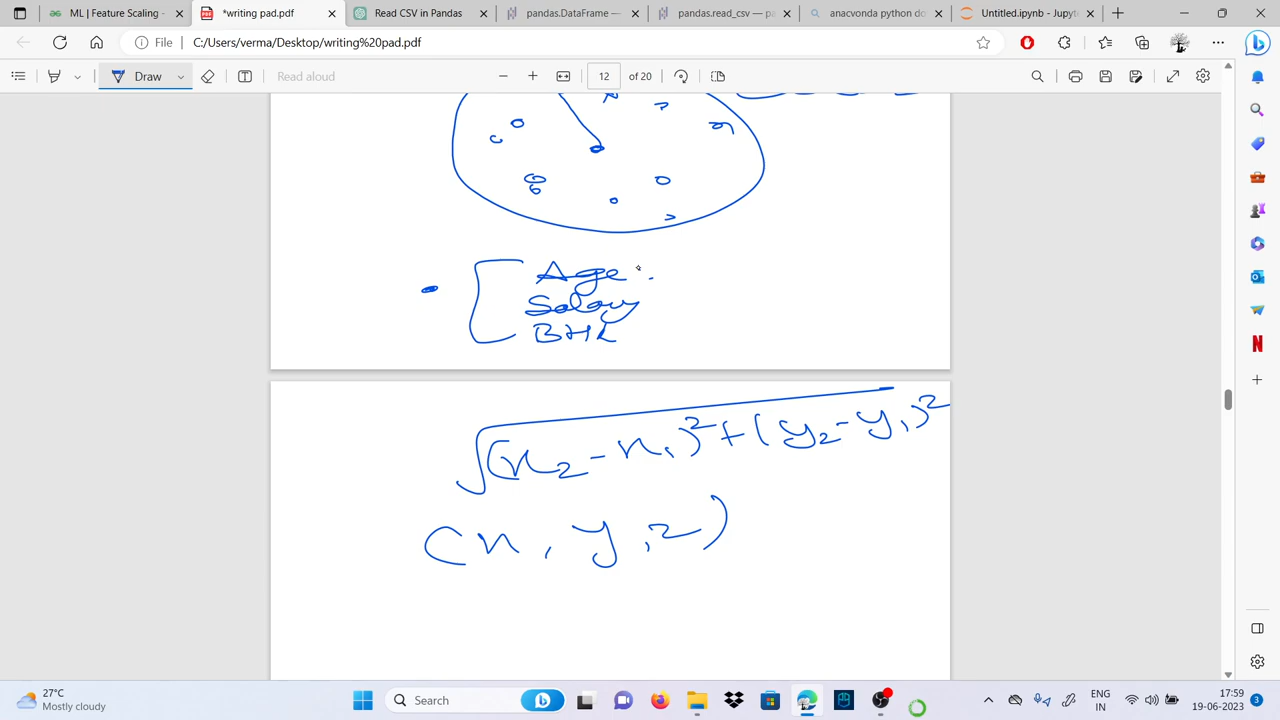 ML | Feature Scaling -
*writing pad.pdf
Read CSV in Pandas
pandas.DataFrame —
pandas.read_csv — pa
anacvonda python do
Untitled.ipynb - Jupyt
File
C:/Users/verma/Desktop/writing%20pad.pdf
Draw
Read aloud
12
of 20
Age
Salary
BHK
√(x₂-x₁)²+(y₂-y₁)²
(x, y, z)
27°C
Mostly cloudy
Search
ENG
IN
17:59
19-06-2023
3